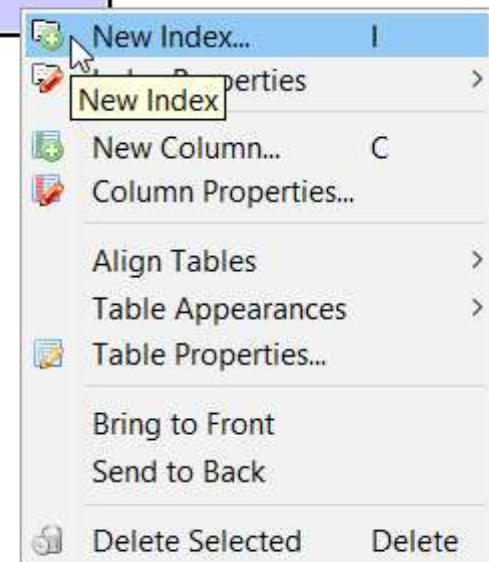 New Index... I
perties
New Index
New Column... C
Column Properties...
Align Tables
Table Appearances
Table Properties...
Bring to Front
Send to Back
Delete Selected Delete